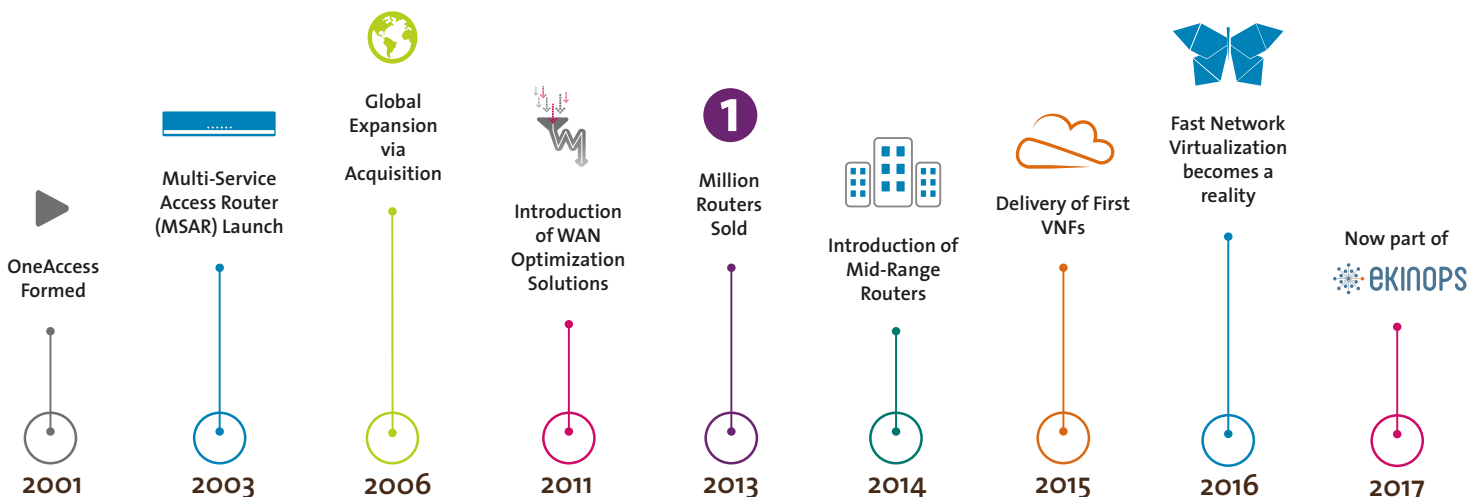 OneAccess
Formed
2001
Multi-Service
Access Router
(MSAR) Launch
2003
Global
Expansion
via
Acquisition
2006
Introduction
of WAN
Optimization
Solutions
2011
1
Million
Routers
Sold
2013
Introduction of
Mid-Range
Routers
2014
Delivery of First
VNFs
2015
Fast Network
Virtualization
becomes a
reality
2016
Now part of
ekinops
2017